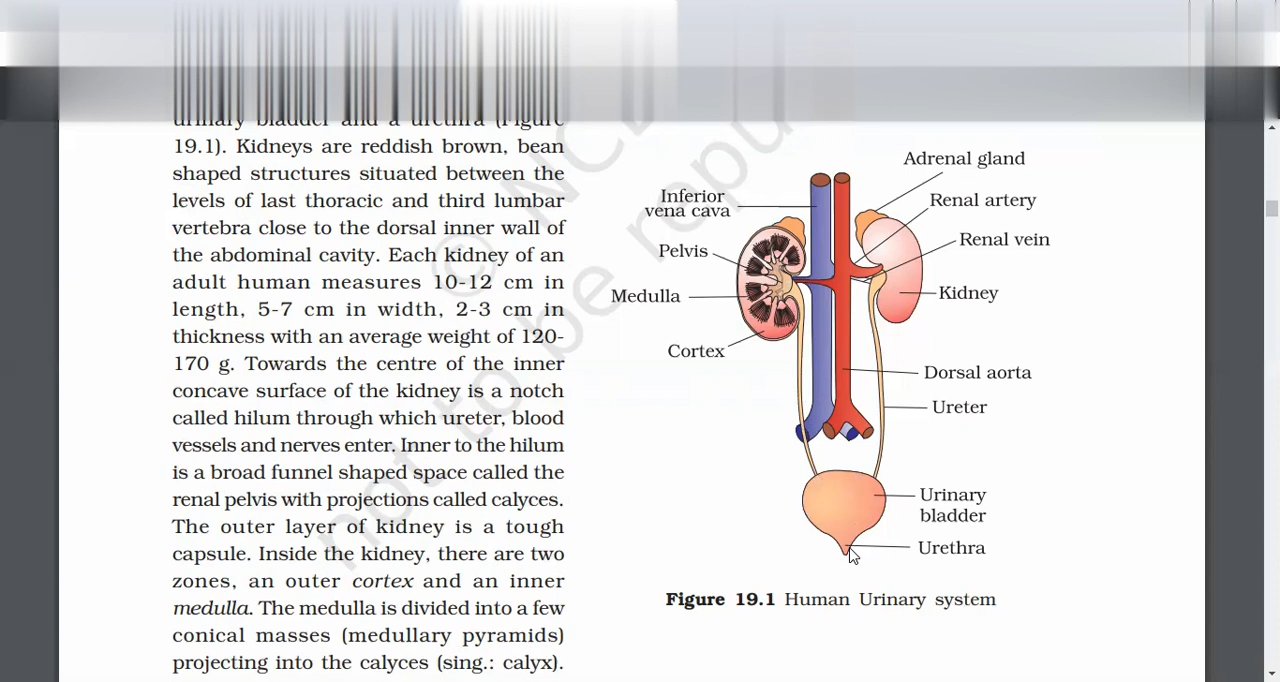 urinary bladder and a urethra (Figure
19.1). Kidneys are reddish brown, bean
shaped structures situated between the
levels of last thoracic and third lumbar
vertebra close to the dorsal inner wall of
the abdominal cavity. Each kidney of an
adult human measures 10-12 cm in
length, 5-7 cm in width, 2-3 cm in
thickness with an average weight of 120-
170 g. Towards the centre of the inner
concave surface of the kidney is a notch
called hilum through which ureter, blood
vessels and nerves enter. Inner to the hilum
is a broad funnel shaped space called the
renal pelvis with projections called calyces.
The outer layer of kidney is a tough
capsule. Inside the kidney, there are two
zones, an outer cortex and an inner
medulla. The medulla is divided into a few
conical masses (medullary pyramids)
projecting into the calyces (sing.: calyx).
Adrenal gland
Inferior
vena cava
Renal artery
Pelvis
Renal vein
Medulla
Kidney
Cortex
Dorsal aorta
Ureter
Urinary
bladder
Urethra
Figure 19.1 Human Urinary system
not to be